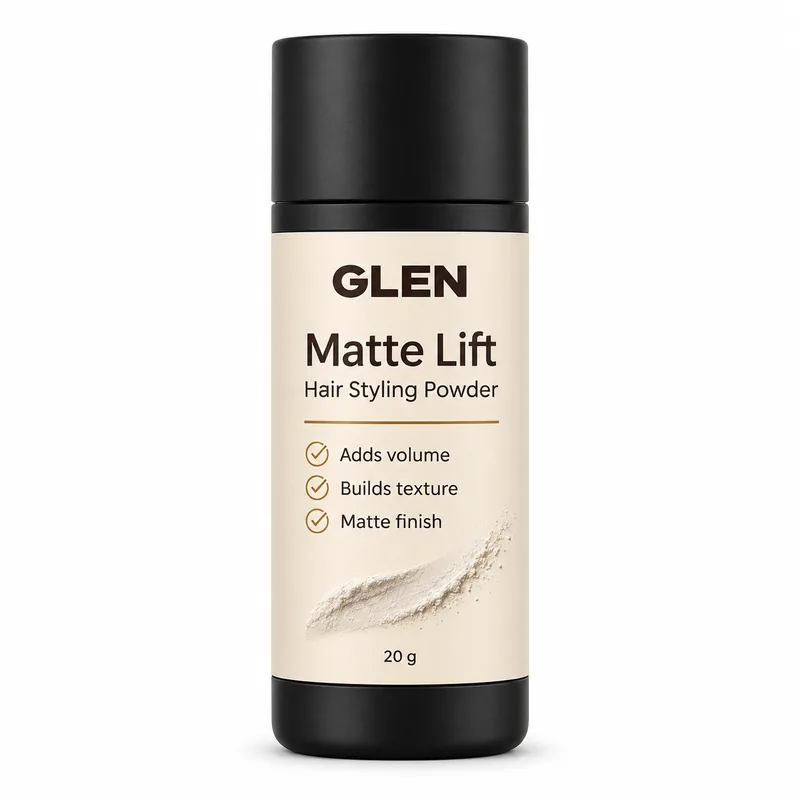 GLEN
Matte Lift
Hair Styling Powder
Adds volume
Builds texture
Matte finish
20 g